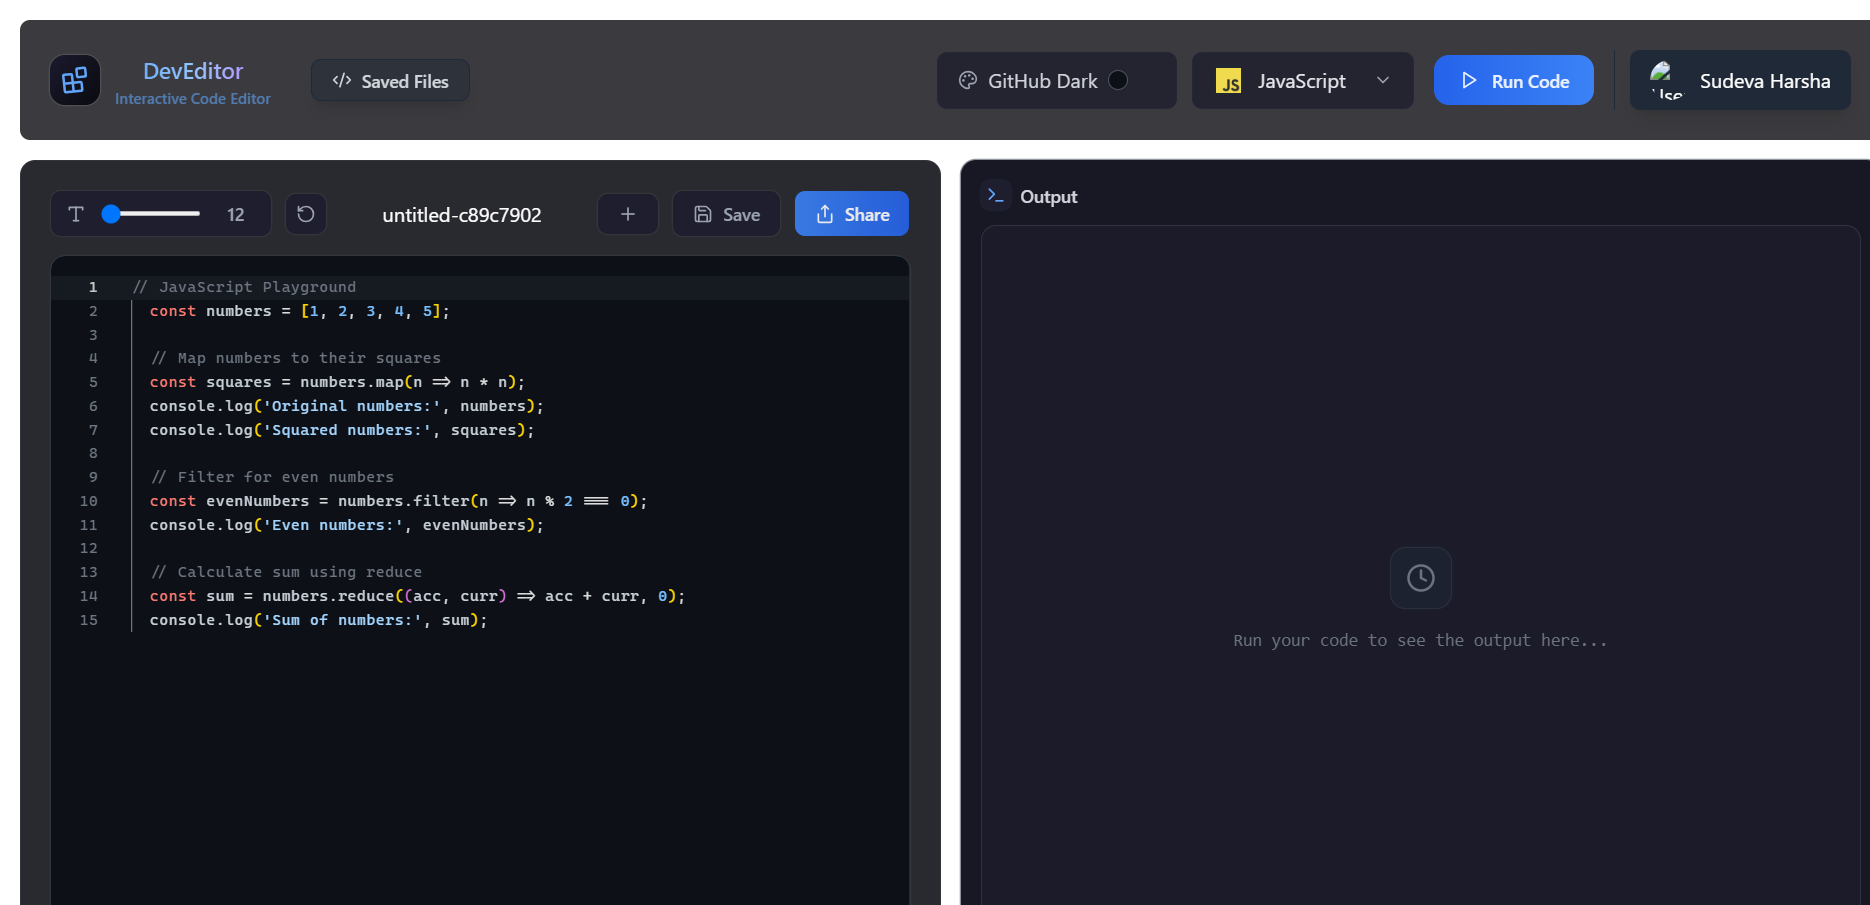 DevEditor
Interactive Code Editor
Saved Files
GitHub Dark
JS
JavaScript
Run Code
Sudeva Harsha
12
untitled-c89c7902
+
Save
Share
Output
1 // JavaScript Playground
2 const numbers = [1, 2, 3, 4, 5];
3
4 // Map numbers to their squares
5 const squares = numbers.map(n => n * n);
6 console.log('Original numbers:', numbers);
7 console.log('Squared numbers:', squares);
8
9 // Filter for even numbers
10 const evenNumbers = numbers.filter(n => n % 2 === 0);
11 console.log('Even numbers:', evenNumbers);
12
13 // Calculate sum using reduce
14 const sum = numbers.reduce((acc, curr) => acc + curr, 0);
15 console.log('Sum of numbers:', sum);
Run your code to see the output here...